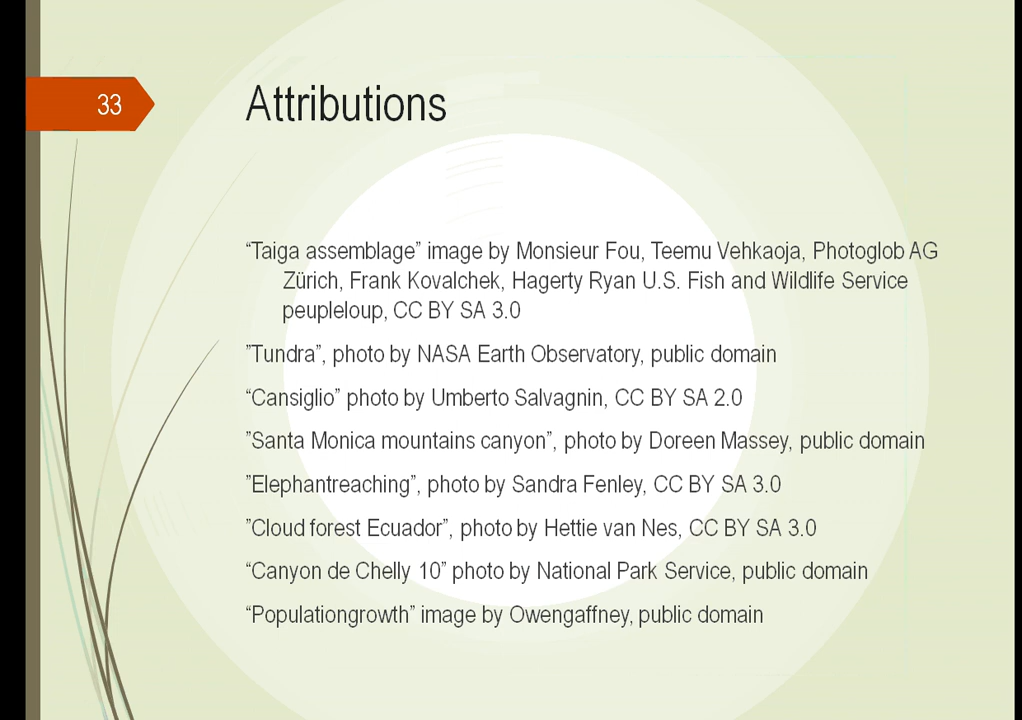 33
Attributions
“Taiga assemblage” image by Monsieur Fou, Teemu Vehkaoja, Photoglob AG
Zürich, Frank Kovalchek, Hagerty Ryan U.S. Fish and Wildlife Service
peupleloup, CC BY SA 3.0
”Tundra”, photo by NASA Earth Observatory, public domain
“Cansiglio” photo by Umberto Salvagnin, CC BY SA 2.0
”Santa Monica mountains canyon”, photo by Doreen Massey, public domain
”Elephantreaching”, photo by Sandra Fenley, CC BY SA 3.0
”Cloud forest Ecuador”, photo by Hettie van Nes, CC BY SA 3.0
“Canyon de Chelly 10” photo by National Park Service, public domain
“Populationgrowth” image by Owengaffney, public domain